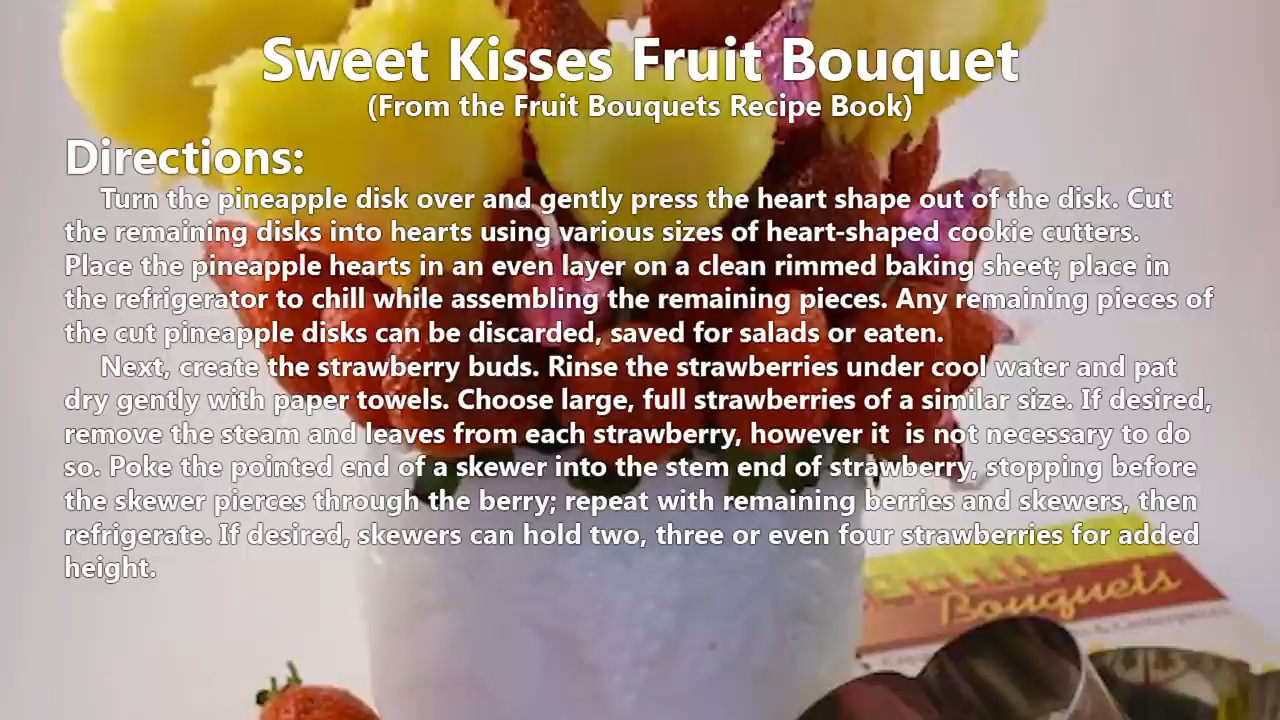 Sweet Kisses Fruit Bouquet
(From the Fruit Bouquets Recipe Book)
Directions:
Turn the pineapple disk over and gently press the heart shape out of the disk. Cut
the remaining disks into hearts using various sizes of heart-shaped cookie cutters.
Place the pineapple hearts in an even layer on a clean rimmed baking sheet; place in
the refrigerator to chill while assembling the remaining pieces. Any remaining pieces of
the cut pineapple disks can be discarded, saved for salads or eaten.
Next, create the strawberry buds. Rinse the strawberries under cool water and pat
dry gently with paper towels. Choose large, full strawberries of a similar size. If desired,
remove the steam and leaves from each strawberry, however it  is not necessary to do
so. Poke the pointed end of a skewer into the stem end of strawberry, stopping before
the skewer pierces through the berry; repeat with remaining berries and skewers, then
refrigerate. If desired, skewers can hold two, three or even four strawberries for added
height.
Bouquets